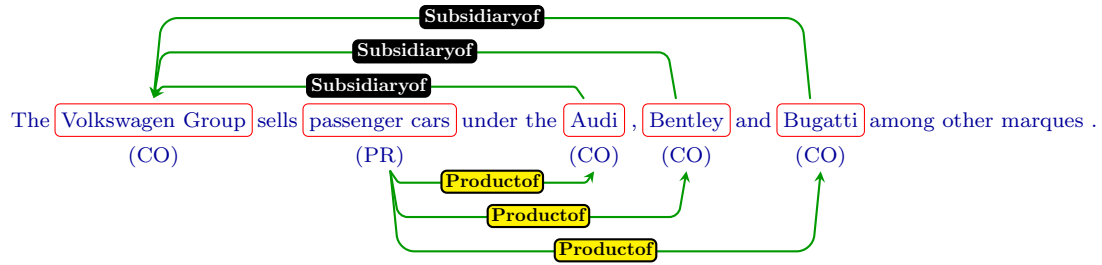 Subsidiaryof
Subsidiaryof
Subsidiaryof
The Volkswagen Group sells passenger cars under the Audi , Bentley and Bugatti among other marques .
(CO) (PR) (CO) (CO) (CO)
Productof
Productof
Productof